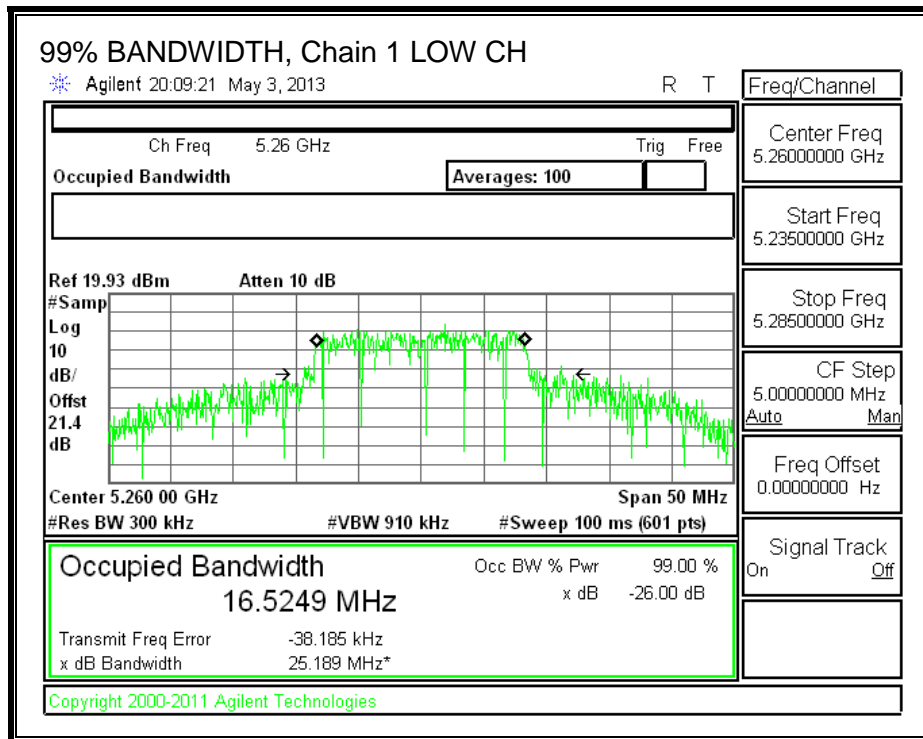 99% BANDWIDTH, Chain 1 LOW CH
Agilent 20:09:21 May 3, 2013 R T
Ch Freq 5.26 GHz Trig Free
Occupied Bandwidth Averages: 100
Ref 19.93 dBm Atten 10 dB
#Samp
Log
10
dB/
Offst
21.4
dB
Center 5.260 00 GHz Span 50 MHz
#Res BW 300 kHz #VBW 910 kHz #Sweep 100 ms (601 pts)
Occupied Bandwidth
16.5249 MHz
Occ BW % Pwr 99.00 %
x dB -26.00 dB
Transmit Freq Error -38.185 kHz
x dB Bandwidth 25.189 MHz*
Copyright 2000-2011 Agilent Technologies
Freq/Channel
Center Freq
5.26000000 GHz
Start Freq
5.23500000 GHz
Stop Freq
5.28500000 GHz
CF Step
5.00000000 MHz
Auto Man
Freq Offset
0.00000000 Hz
Signal Track
On Off